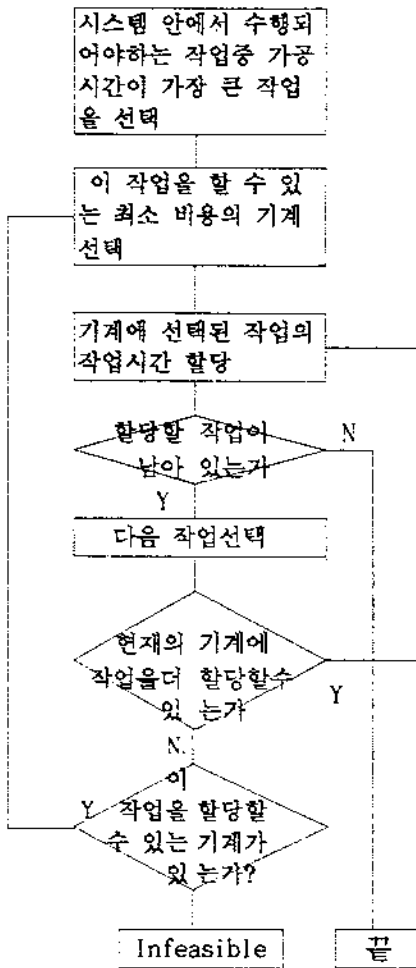 시스템 안에서 수행되
어야하는 작업중 가공
시간이 가장 큰 작업
을 선택
이 작업을 할 수 있
는 최소 비용의 기계
선택
기계에 선택된 작업의
작업시간 할당
할당할 작업이
남아 있는가
N
Y
다음 작업선택
현재의 기계에
작업을더 할당할수
있 는가
Y
N
이
Y
작업을 할당할
수 있는 기계가
있 는가?
Infeasible
끝